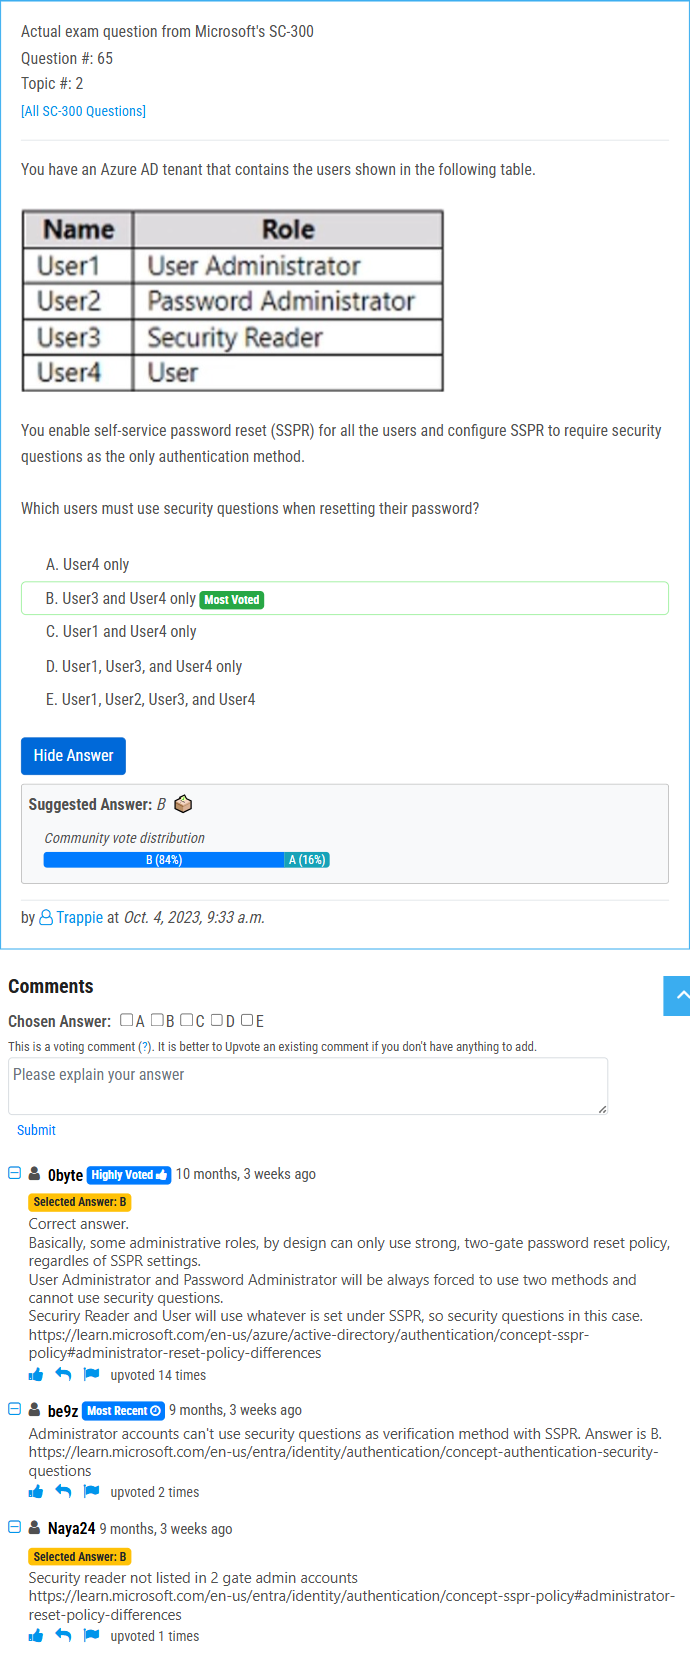 Actual exam question from Microsoft's SC-300
Question #: 65
Topic #: 2
[All SC-300 Questions]
You have an Azure AD tenant that contains the users shown in the following table.
Name Role
User1 User Administrator
User2 Password Administrator
User3 Security Reader
User4 User
You enable self-service password reset (SSPR) for all the users and configure SSPR to require security
questions as the only authentication method.
Which users must use security questions when resetting their password?
A. User4 only
B. User3 and User4 only Most Voted
C. User1 and User4 only
D. User1, User3, and User4 only
E. User1, User2, User3, and User4
Hide Answer
Suggested Answer: B
Community vote distribution
B (84%) A (16%)
by Trappie at Oct. 4, 2023, 9:33 a.m.
Comments
Chosen Answer: A B C D E
This is a voting comment (?). It is better to Upvote an existing comment if you don't have anything to add.
Please explain your answer
Submit
0byte Highly Voted 10 months, 3 weeks ago
Selected Answer: B
Correct answer.
Basically, some administrative roles, by design can only use strong, two-gate password reset policy,
regardles of SSPR settings.
User Administrator and Password Administrator will be always forced to use two methods and
cannot use security questions.
Securiry Reader and User will use whatever is set under SSPR, so security questions in this case.
https://learn.microsoft.com/en-us/azure/active-directory/authentication/concept-sspr-
policy#administrator-reset-policy-differences
upvoted 14 times
be9z Most Recent 9 months, 3 weeks ago
Administrator accounts can't use security questions as verification method with SSPR. Answer is B.
https://learn.microsoft.com/en-us/entra/identity/authentication/concept-authentication-security-
questions
upvoted 2 times
Naya24 9 months, 3 weeks ago
Selected Answer: B
Security reader not listed in 2 gate admin accounts
https://learn.microsoft.com/en-us/entra/identity/authentication/concept-sspr-policy#administrator-
reset-policy-differences
upvoted 1 times